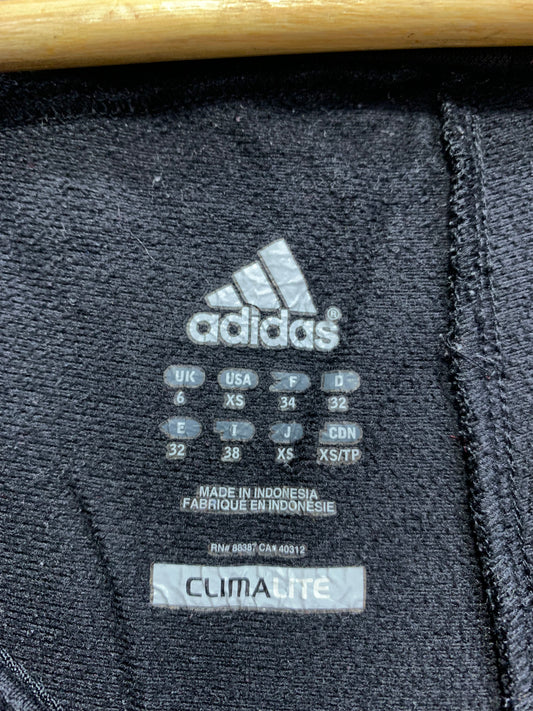 adidas®
UK USA F D
6 XS 34 32
E I J CDN
32 38 XS XS/TP
MADE IN INDONESIA
FABRIQUÉ EN INDONÉSIE
RN# 88387 CA# 40312
CLIMALITE